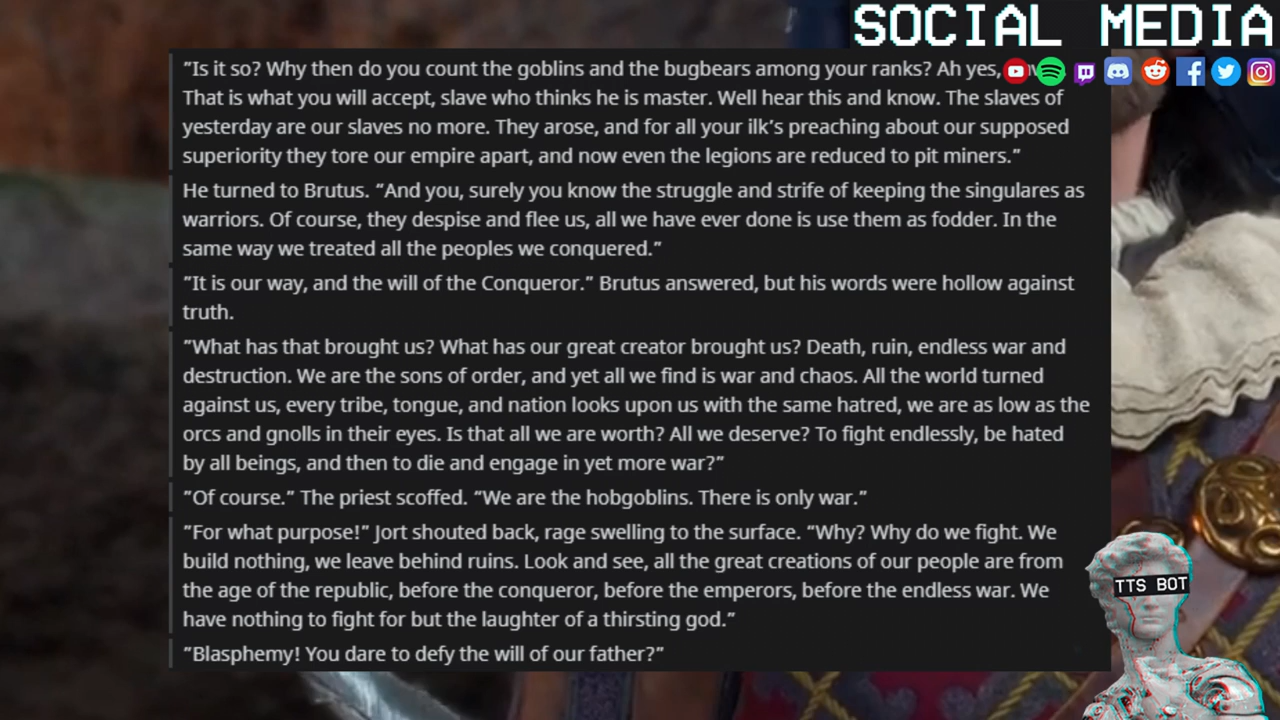 SOCIAL MEDIA
"Is it so? Why then do you count the goblins and the bugbears among your ranks? Ah yes,
That is what you will accept, slave who thinks he is master. Well hear this and know. The slaves of
yesterday are our slaves no more. They arose, and for all your ilk's preaching about our supposed
superiority they tore our empire apart, and now even the legions are reduced to pit miners."
He turned to Brutus. "And you, surely you know the struggle and strife of keeping the singulares as
warriors. Of course, they despise and flee us, all we have ever done is use them as fodder. In the
same way we treated all the peoples we conquered."
"It is our way, and the will of the Conqueror." Brutus answered, but his words were hollow against
truth.
"What has that brought us? What has our great creator brought us? Death, ruin, endless war and
destruction. We are the sons of order, and yet all we find is war and chaos. All the world turned
against us, every tribe, tongue, and nation looks upon us with the same hatred, we are as low as the
orcs and gnolls in their eyes. Is that all we are worth? All we deserve? To fight endlessly, be hated
by all beings, and then to die and engage in yet more war?"
"Of course." The priest scoffed. "We are the hobgoblins. There is only war."
"For what purpose!" Jort shouted back, rage swelling to the surface. "Why? Why do we fight. We
build nothing, we leave behind ruins. Look and see, all the great creations of our people are from
the age of the republic, before the conqueror, before the emperors, before the endless war. We
have nothing to fight for but the laughter of a thirsting god."
"Blasphemy! You dare to defy the will of our father?"
TTS BOT